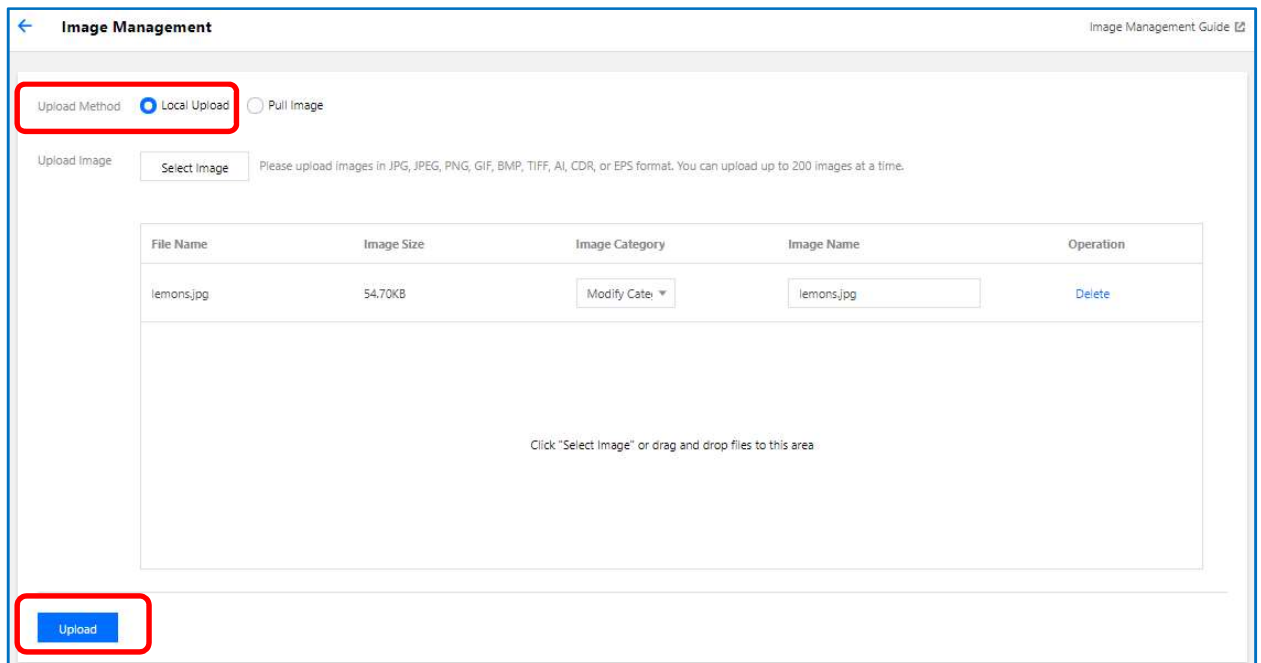 Image Management
Image Management Guide
Upload Method Local Upload Pull Image
Upload Image Select Image Please upload images in JPG, JPEG, PNG, GIF, BMP, TIFF, AI, CDR, or EPS format. You can upload up to 200 images at a time.
File Name Image Size Image Category Image Name Operation
lemons.jpg 54.70KB Modify Cate lemons.jpg Delete
Click "Select Image" or drag and drop files to this area
Upload